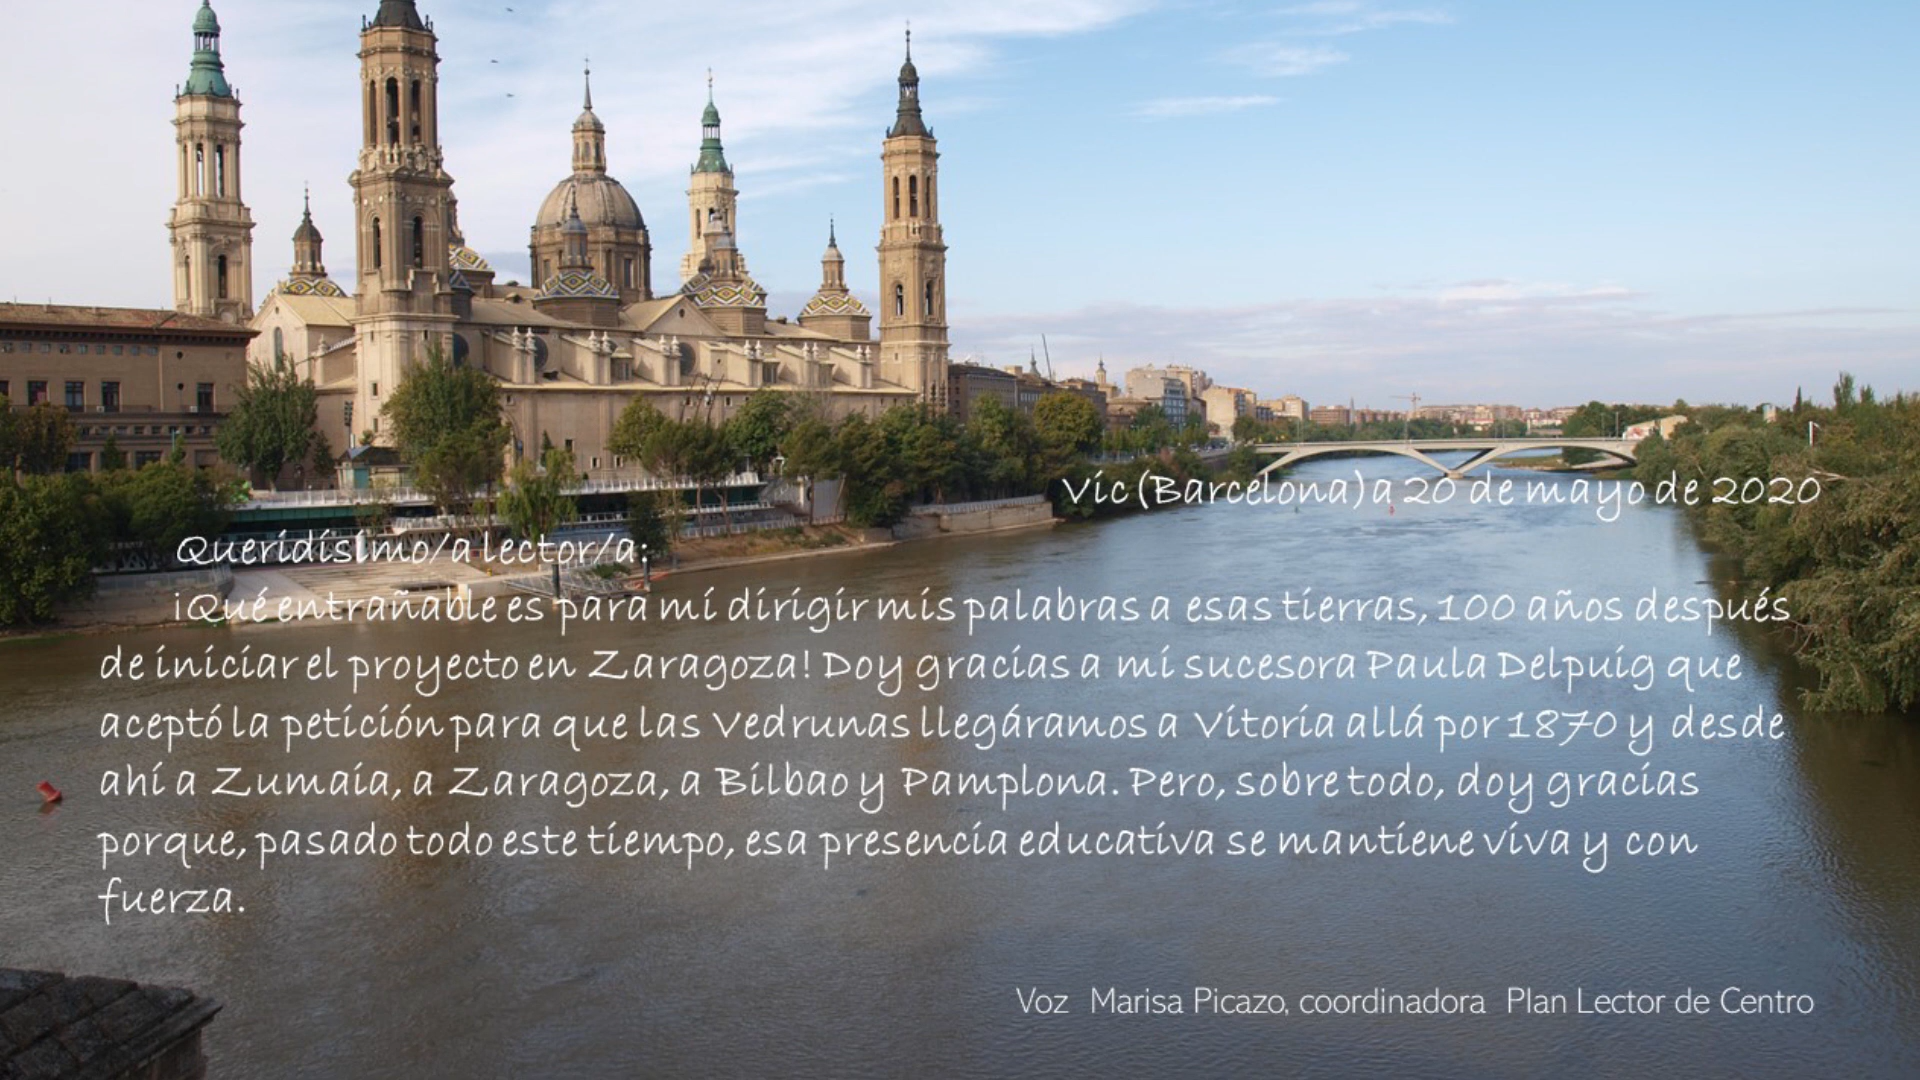 Vic (Barcelona) a 20 de mayo de 2020
Queridísimo/a lector/a:
¡Qué entrañable es para mí dirigir mis palabras a esas tierras, 100 años después
de iniciar el proyecto en Zaragoza! Doy gracias a mi sucesora Paula Delpuig que
aceptó la petición para que las Vedrunas llegáramos a Vitoria allá por 1870 y desde
ahí a Zumaia, a Zaragoza, a Bilbao y Pamplona. Pero, sobre todo, doy gracias
porque, pasado todo este tiempo, esa presencia educativa se mantiene viva y con
fuerza.
Voz Marisa Picazo, coordinadora Plan Lector de Centro